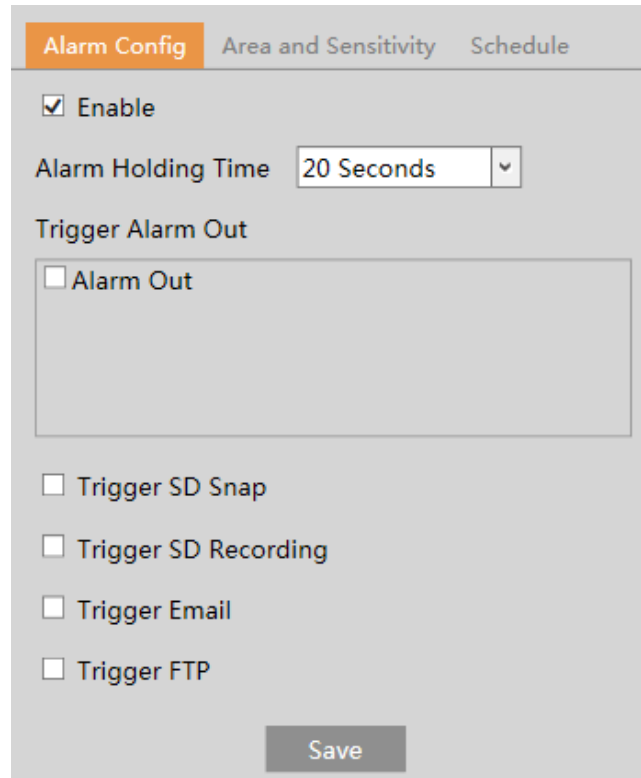 Alarm Config Area and Sensitivity Schedule
Enable
Alarm Holding Time 20 Seconds
Trigger Alarm Out
Alarm Out
Trigger SD Snap
Trigger SD Recording
Trigger Email
Trigger FTP
Save